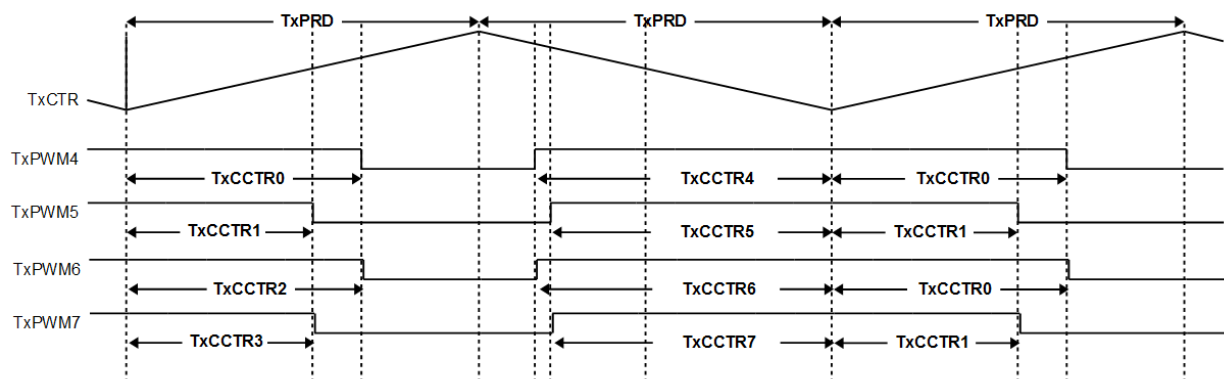 TxPRD TxPRD TxPRD
TxCTR
TxPWM4
TxCCTR0 TxCCTR4 TxCCTR0
TxPWM5
TxCCTR1 TxCCTR5 TxCCTR1
TxPWM6
TxCCTR2 TxCCTR6 TxCCTR0
TxPWM7
TxCCTR3 TxCCTR7 TxCCTR1